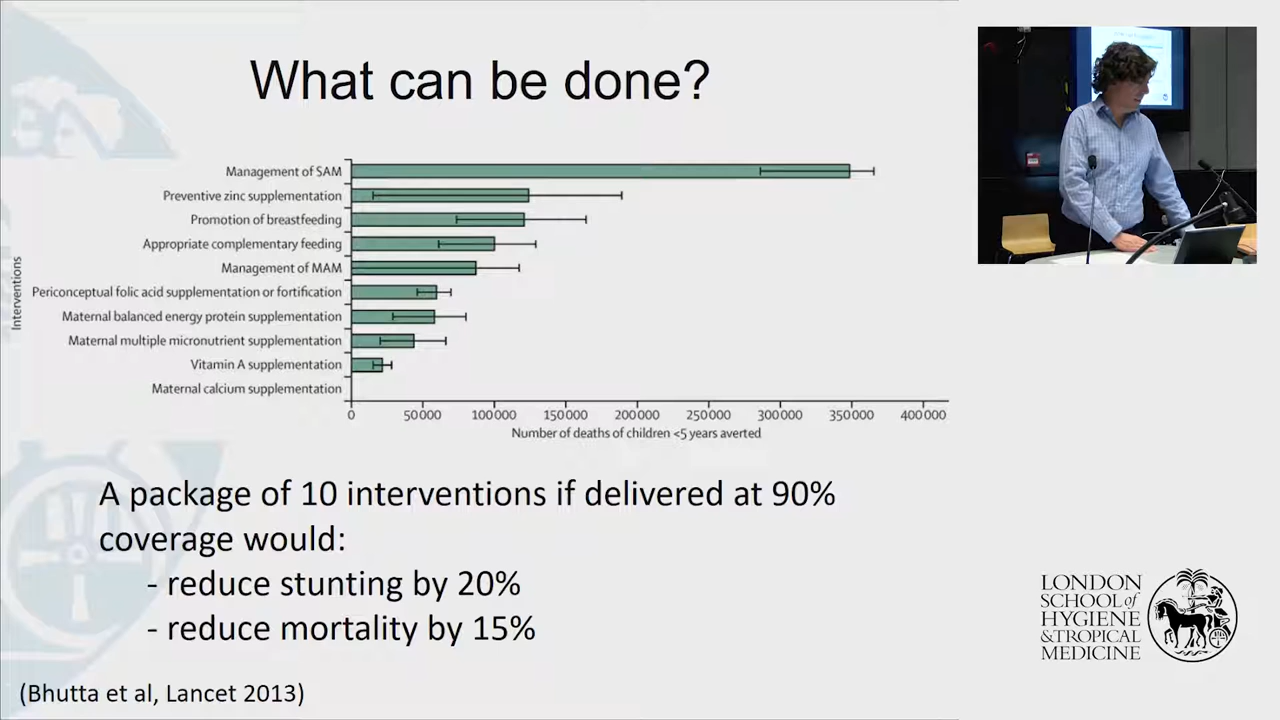 What can be done?
Interventions
Management of SAM
Preventive zinc supplementation
Promotion of breastfeeding
Appropriate complementary feeding
Management of MAM
Periconceptual folic acid supplementation or fortification
Maternal balanced energy protein supplementation
Maternal multiple micronutrient supplementation
Vitamin A supplementation
Maternal calcium supplementation
0 50000 100000 150000 200000 250000 300000 350000 400000
Number of deaths of children <5 years averted
A package of 10 interventions if delivered at 90%
coverage would:
- reduce stunting by 20%
- reduce mortality by 15%
(Bhutta et al, Lancet 2013)
LONDON
SCHOOL of
HYGIENE
& TROPICAL
MEDICINE